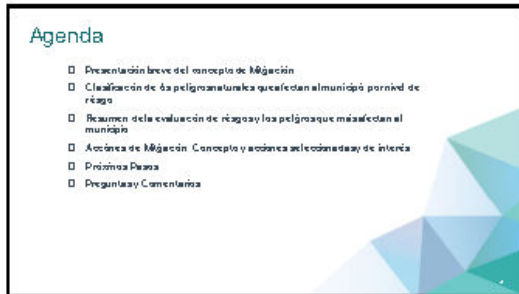 Agenda
Presentación breve del concepto de Mitigación
Clasificación de los peligros naturales que afectan al municipio por nivel de
riesgo
Resumen de la evaluación de riesgos y los peligros que más afectan al
municipio
Acciones de Mitigación: Concepto y acciones seleccionadas y de interés
Próximos Pasos
Preguntas y Comentarios